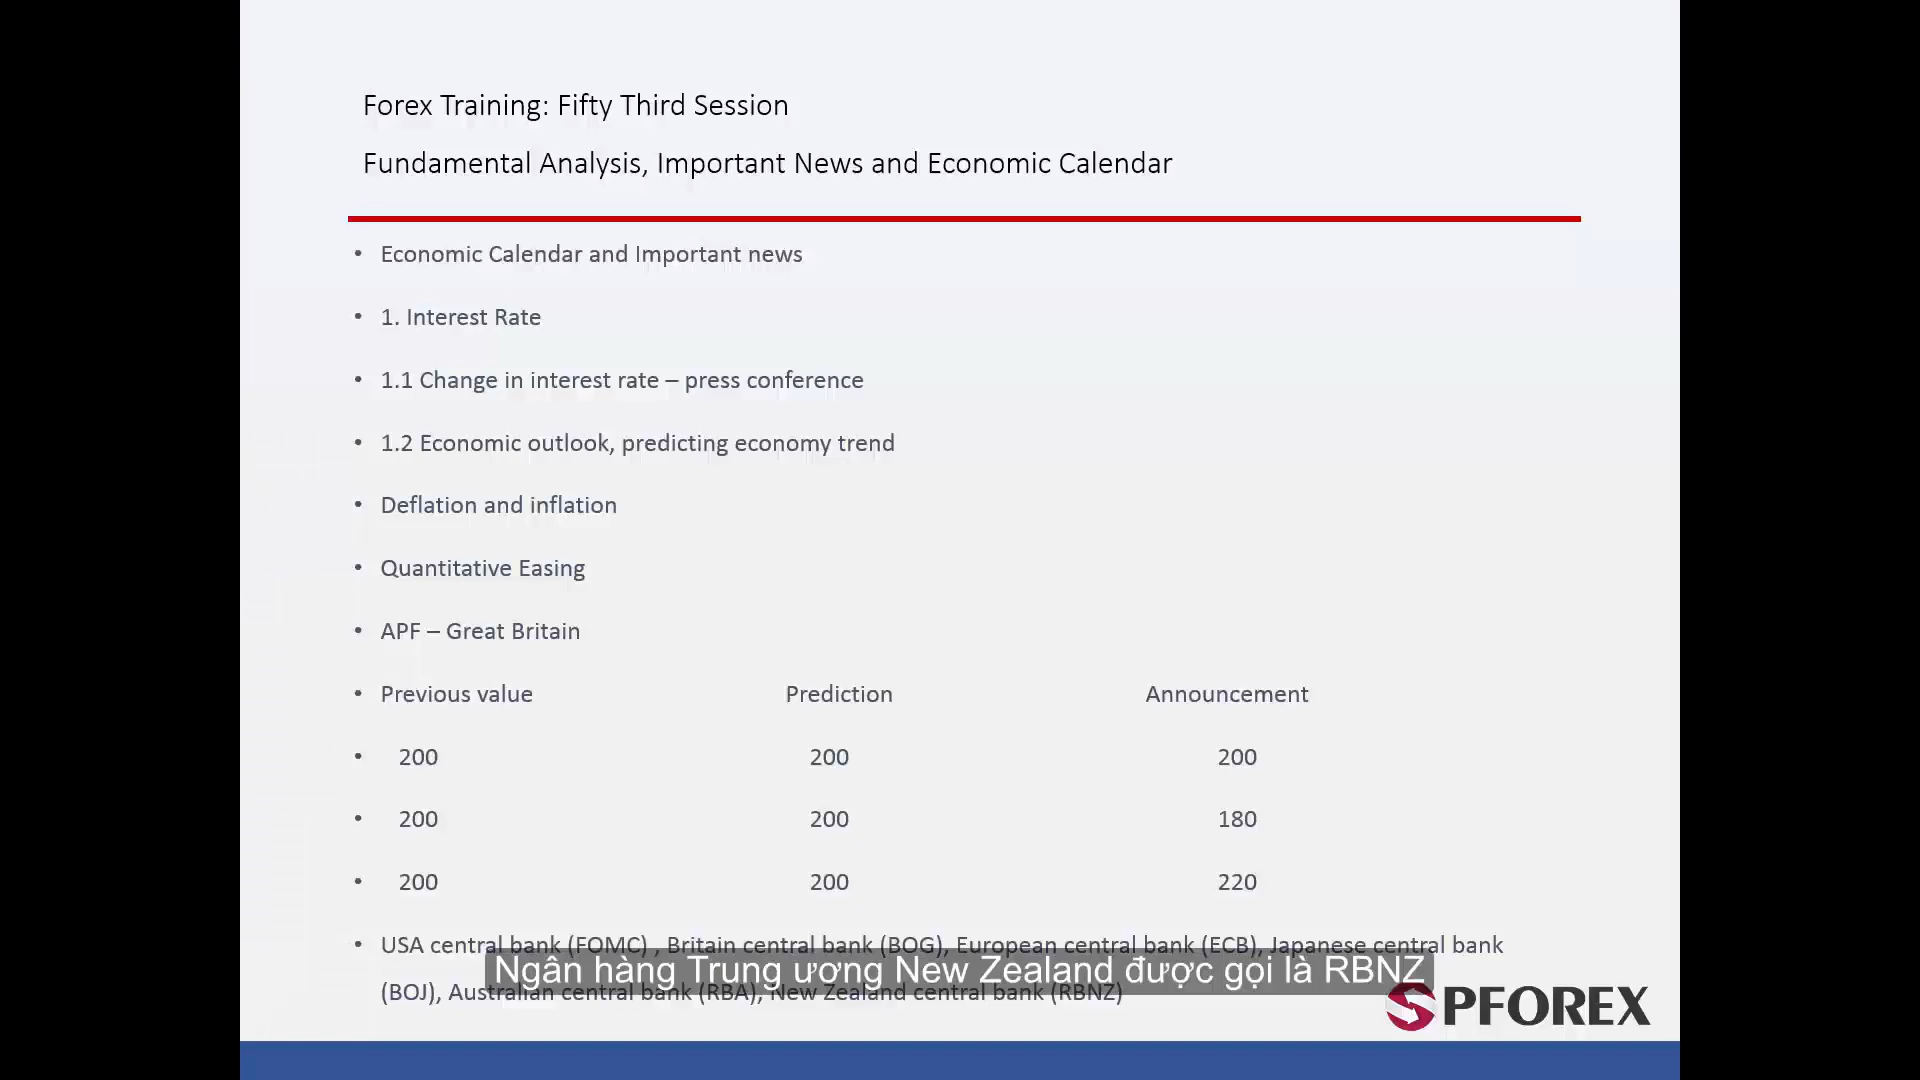 Forex Training: Fifty Third Session
Fundamental Analysis, Important News and Economic Calendar
• Economic Calendar and Important news
• 1. Interest Rate
• 1.1 Change in interest rate – press conference
• 1.2 Economic outlook, predicting economy trend
• Deflation and inflation
• Quantitative Easing
• APF – Great Britain
• Previous value Prediction Announcement
• 200 200 200
• 200 200 180
• 200 200 220
• USA central bank (FOMC) , Britain central bank (BOG), European central bank (ECB), Japanese central bank
Ngân hàng Trung ương New Zealand được gọi là RBNZ
(BOJ), Australian central bank (RBA), New Zealand central bank (RBNZ)
PFOREX